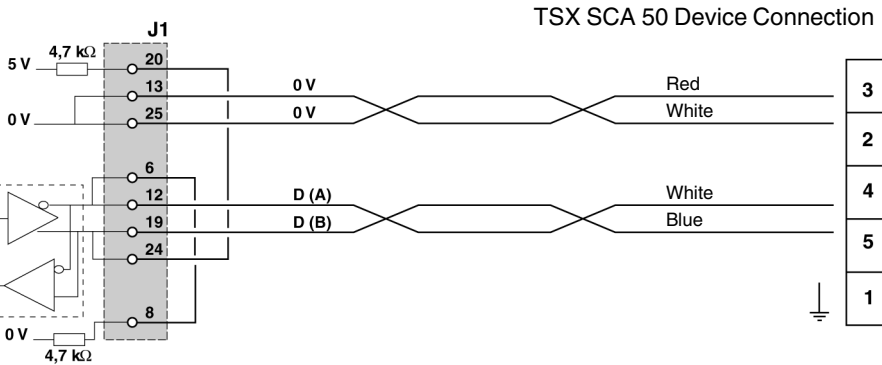 TSX SCA 50 Device Connection
J1
4,7 kΩ
5 V
20
13
0 V
Red
3
25
0 V
White
0 V
2
6
12
D (A)
White
4
19
D (B)
Blue
24
5
1
8
0 V
4,7 kΩ